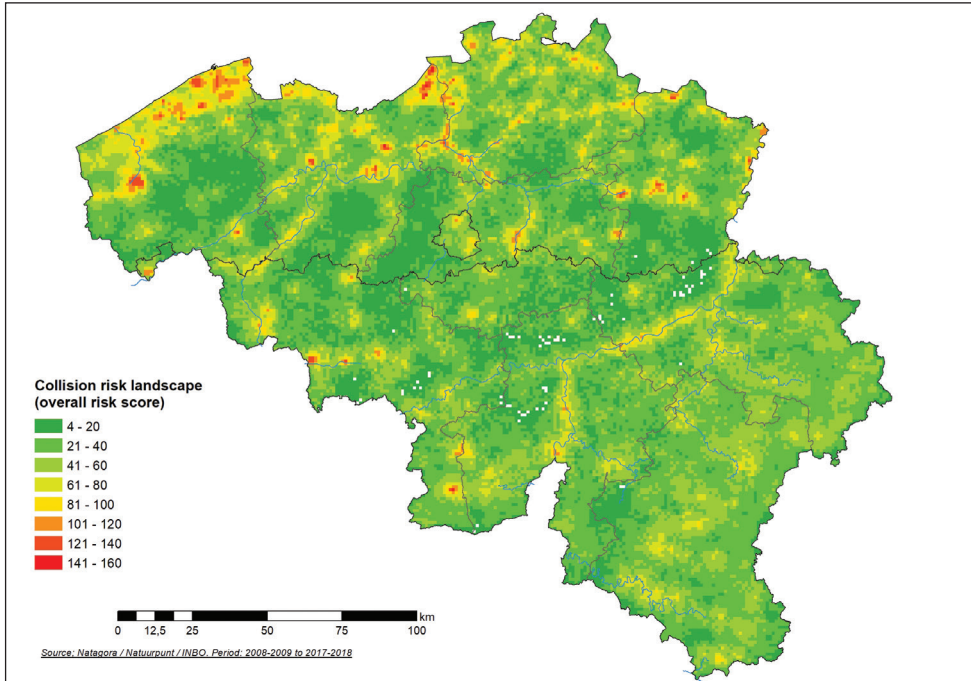 Collision risk landscape
(overall risk score)
4 - 20
21 - 40
41 - 60
61 - 80
81 - 100
101 - 120
121 - 140
141 - 160
km
0 12,5 25 50 75 100
Source: Natagora / Natuurpunt / INBO. Period: 2008-2009 to 2017-2018